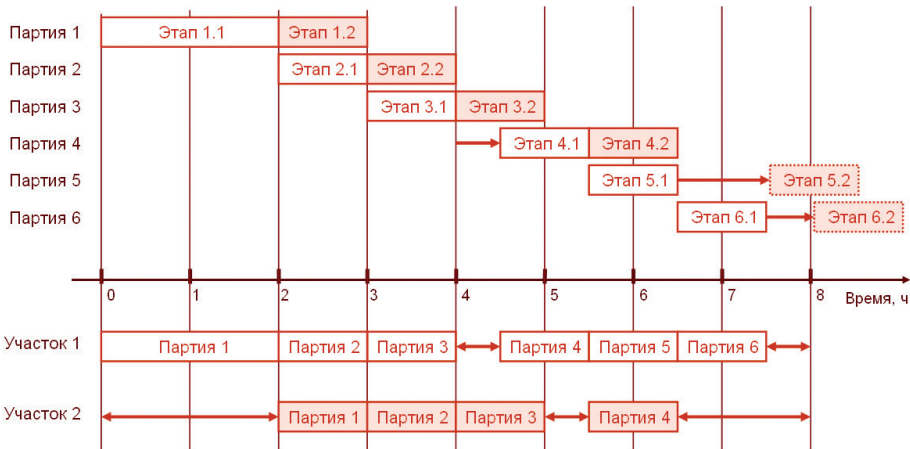 Партия 1 Этап 1.1 Этап 1.2
Партия 2 Этап 2.1 Этап 2.2
Партия 3 Этап 3.1 Этап 3.2
Партия 4 Этап 4.1 Этап 4.2
Партия 5 Этап 5.1 Этап 5.2
Партия 6 Этап 6.1 Этап 6.2
0 1 2 3 4 5 6 7 8 Время, ч
Участок 1 Партия 1 Партия 2 Партия 3 Партия 4 Партия 5 Партия 6
Участок 2 Партия 1 Партия 2 Партия 3 Партия 4